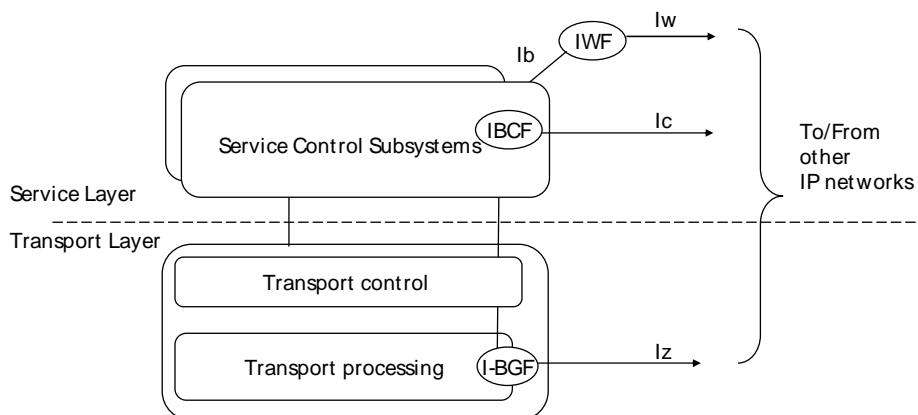 Iw
IWF
Ib
IBCF
Ic
Service Control Subsystems
To/From
other
IP networks
Service Layer
Transport Layer
Transport control
Iz
Transport processing
I-BGF